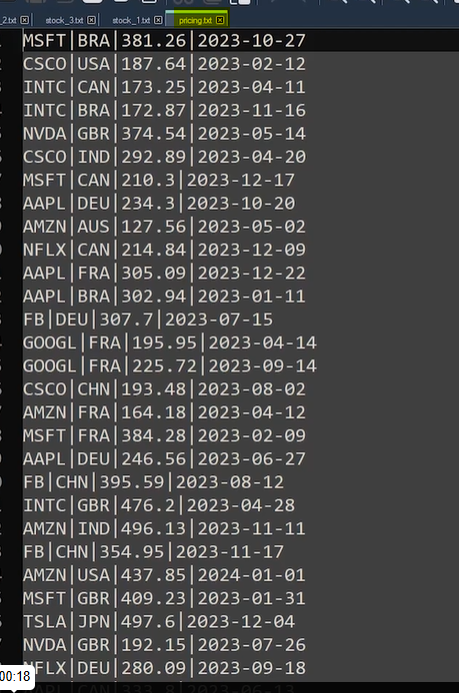 _2.txt stock_3.txt stock_1.txt pricing.txt
MSFT|BRA|381.26|2023-10-27
CSCO|USA|187.64|2023-02-12
INTC|CAN|173.25|2023-04-11
INTC|BRA|172.87|2023-11-16
NVDA|GBR|374.54|2023-05-14
CSCO|IND|292.89|2023-04-20
MSFT|CAN|210.3|2023-12-17
AAPL|DEU|234.3|2023-10-20
AMZN|AUS|127.56|2023-05-02
NFLX|CAN|214.84|2023-12-09
AAPL|FRA|305.09|2023-12-22
AAPL|BRA|302.94|2023-01-11
FB|DEU|307.7|2023-07-15
GOOGL|FRA|195.95|2023-04-14
GOOGL|FRA|225.72|2023-09-14
CSCO|CHN|193.48|2023-08-02
AMZN|FRA|164.18|2023-04-12
MSFT|FRA|384.28|2023-02-09
AAPL|DEU|246.56|2023-06-27
FB|CHN|395.59|2023-08-12
INTC|GBR|476.2|2023-04-28
AMZN|IND|496.13|2023-11-11
FB|CHN|354.95|2023-11-17
AMZN|USA|437.85|2024-01-01
MSFT|GBR|409.23|2023-01-31
TSLA|JPN|497.6|2023-12-04
NVDA|GBR|192.15|2023-07-26
NFLX|DEU|280.09|2023-09-18
00:18